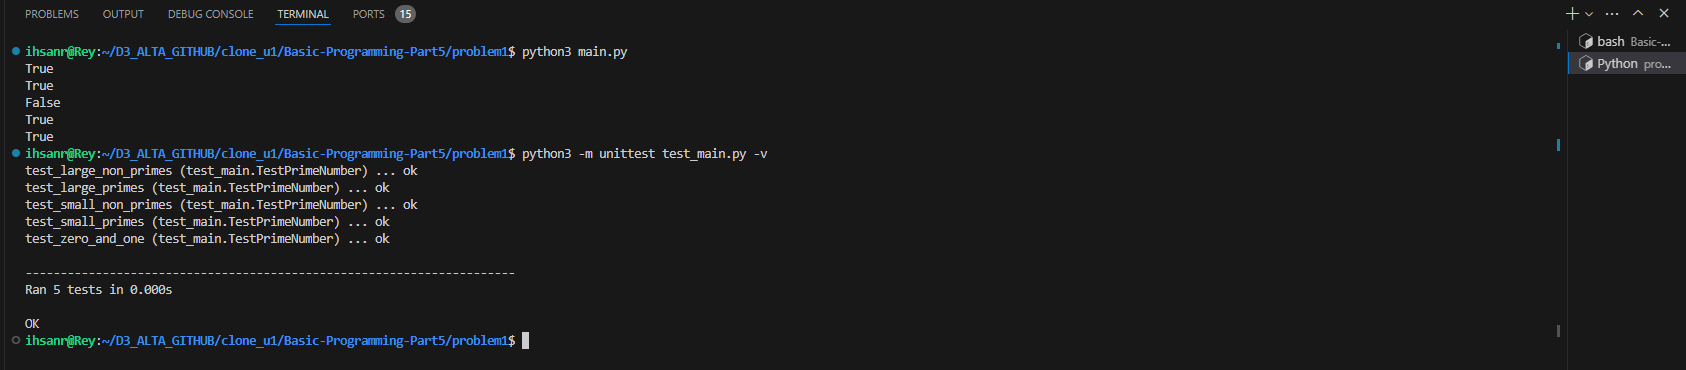 PROBLEMS OUTPUT DEBUG CONSOLE TERMINAL PORTS 15
ihsanr@Rey:~/D3_ALTA_GITHUB/clone_u1/Basic-Programming-Part5/problem1$ python3 main.py
True
True
False
True
True
ihsanr@Rey:~/D3_ALTA_GITHUB/clone_u1/Basic-Programming-Part5/problem1$ python3 -m unittest test_main.py -v
test_large_non_primes (test_main.TestPrimeNumber) ... ok
test_large_primes (test_main.TestPrimeNumber) ... ok
test_small_non_primes (test_main.TestPrimeNumber) ... ok
test_small_primes (test_main.TestPrimeNumber) ... ok
test_zero_and_one (test_main.TestPrimeNumber) ... ok
----------------------------------------------------------------------
Ran 5 tests in 0.000s
OK
ihsanr@Rey:~/D3_ALTA_GITHUB/clone_u1/Basic-Programming-Part5/problem1$
bash Basic-...
Python pro...